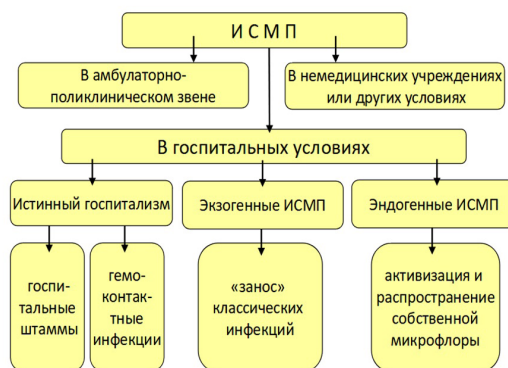 И С М П
В амбулаторно-
поликлиническом звене
В немедицинских учреждениях
или других условиях
В госпитальных условиях
Истинный госпитализм
Экзогенные ИСМП
Эндогенные ИСМП
госпи-
тальные
штаммы
гемо-
контак-
тные
инфекции
«занос»
классических
инфекций
активизация и
распространение
собственной
микрофлоры